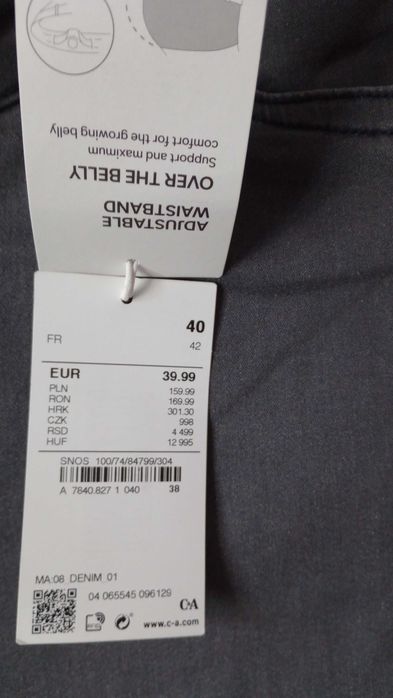 ADJUSTABLE
WAISTBAND
OVER THE BELLY
Support and maximum
comfort for the growing belly
40
FR 42
EUR 39.99
PLN 159.99
RON 169.99
HRK 301.30
CZK 998
RSD 4 499
HUF 12 995
SNOS 100/74/84799/304
A 7840.827 1 040 38
MA:08 DENIM 01
04 065545 096129
C&A
www.c-a.com